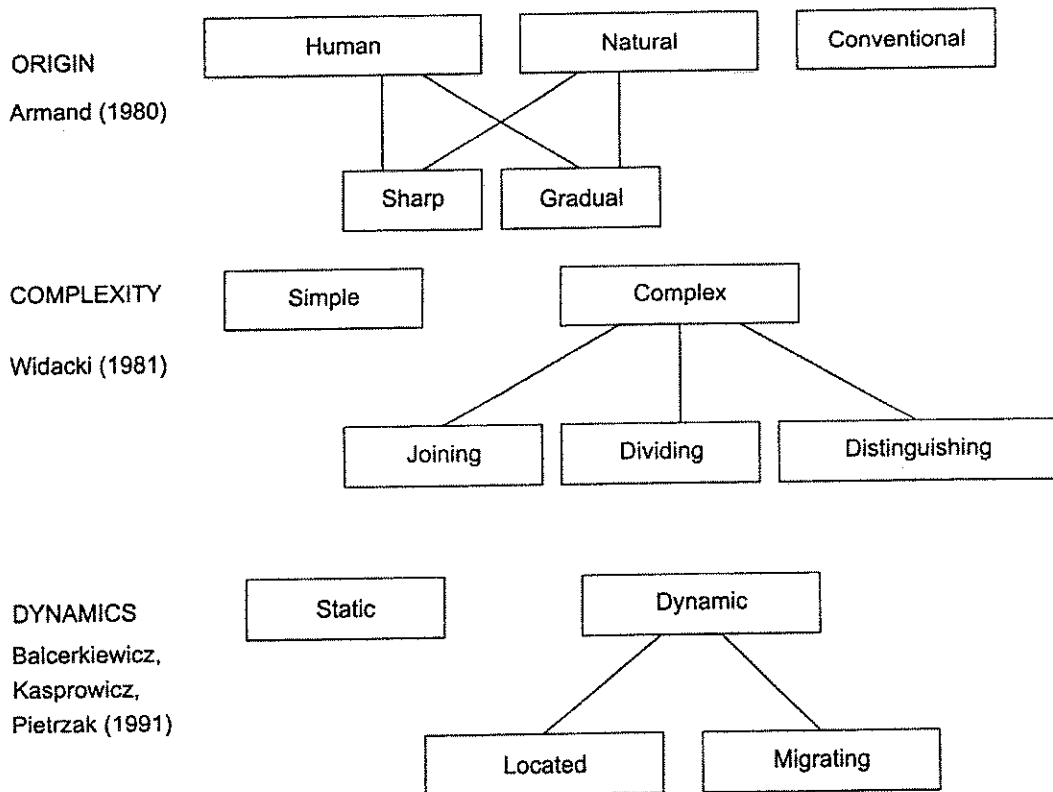 ORIGIN
Armand (1980)
Human
Natural
Conventional
Sharp
Gradual
COMPLEXITY
Widacki (1981)
Simple
Complex
Joining
Dividing
Distinguishing
DYNAMICS
Balcerkiewicz,
Kasprowicz,
Pietrzak (1991)
Static
Dynamic
Located
Migrating